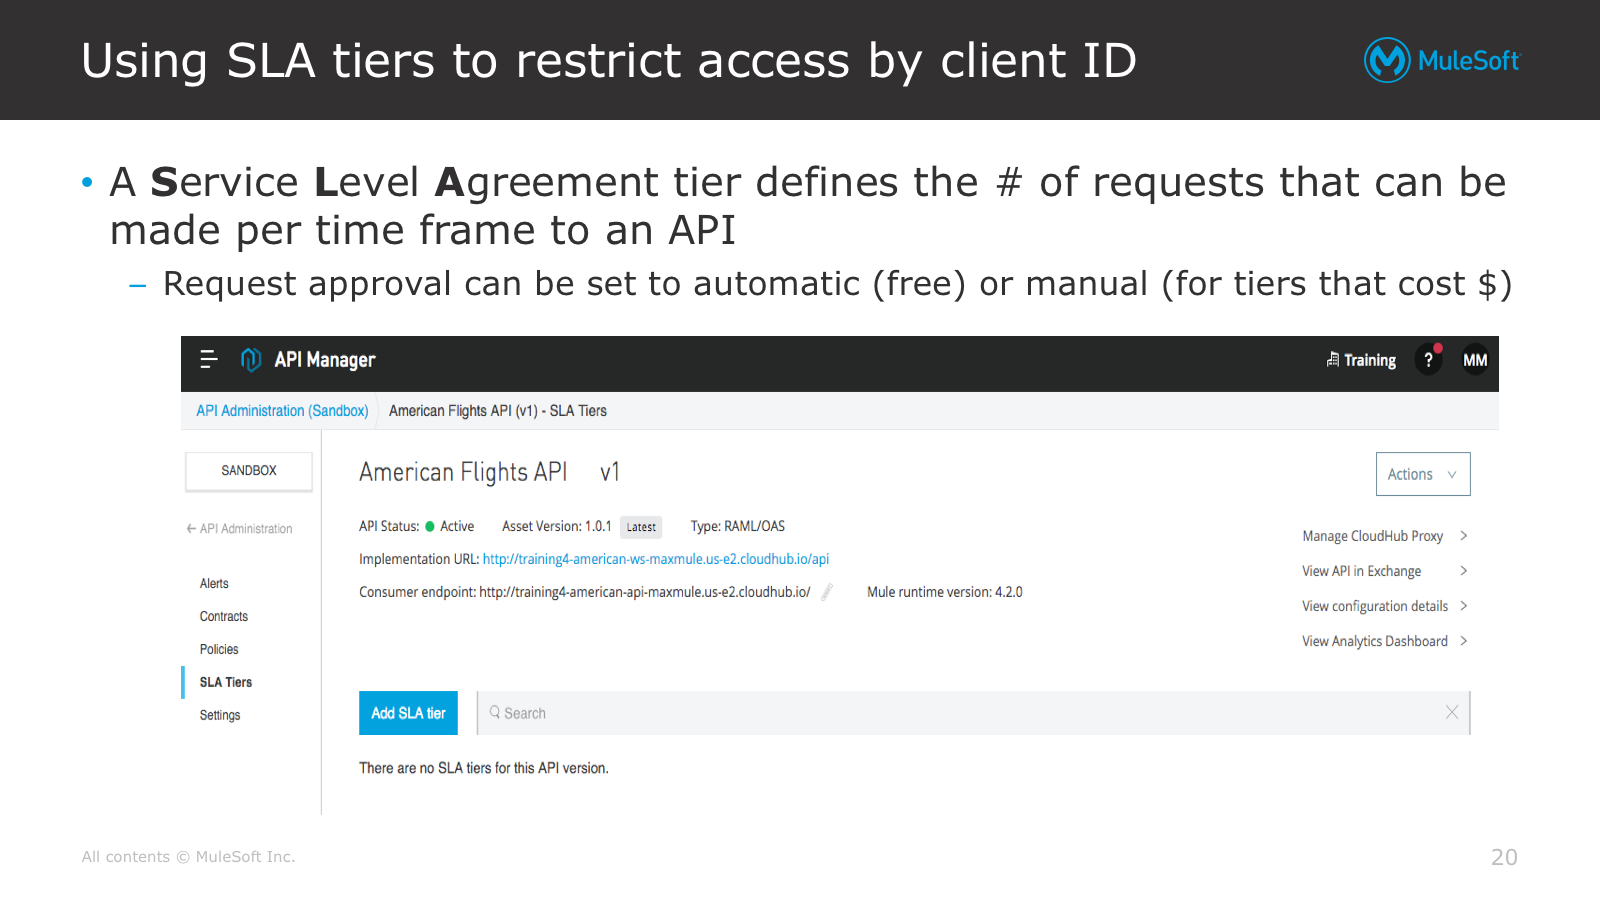 Using SLA tiers to restrict access by client ID
MuleSoft
• A Service Level Agreement tier defines the # of requests that can be
made per time frame to an API
– Request approval can be set to automatic (free) or manual (for tiers that cost $)
API Manager
Training
?
MM
API Administration (Sandbox)
American Flights API (v1) - SLA Tiers
SANDBOX
← API Administration
Alerts
Contracts
Policies
SLA Tiers
Settings
American Flights API v1
Actions
API Status: Active Asset Version: 1.0.1 Latest Type: RAML/OAS
Implementation URL: http://training4-american-ws-maxmule.us-e2.cloudhub.io/api
Consumer endpoint: http://training4-american-api-maxmule.us-e2.cloudhub.io/ Mule runtime version: 4.2.0
Manage CloudHub Proxy >
View API in Exchange >
View configuration details >
View Analytics Dashboard >
Add SLA tier
Search
There are no SLA tiers for this API version.
All contents © MuleSoft Inc.
20